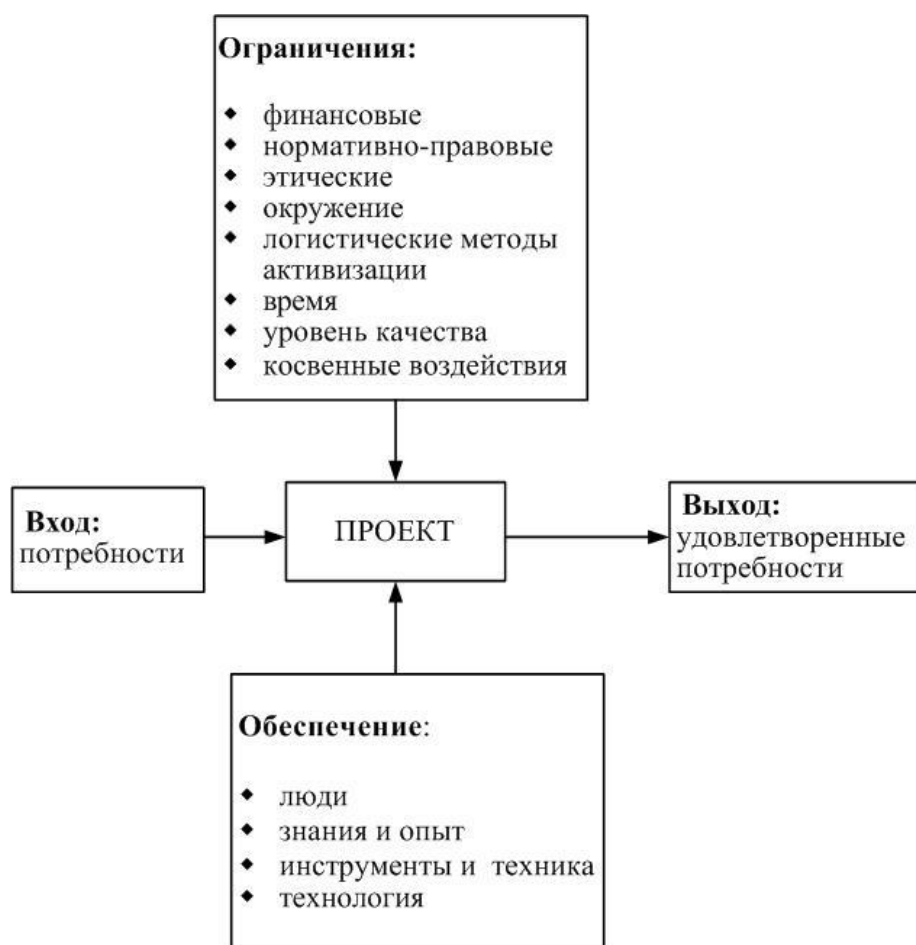 Ограничения:
◆ финансовые
◆ нормативно-правовые
◆ этические
◆ окружение
◆ логистические методы
активизации
◆ время
◆ уровень качества
◆ косвенные воздействия
Вход:
потребности
ПРОЕКТ
Выход:
удовлетворенные
потребности
Обеспечение:
◆ люди
◆ знания и опыт
◆ инструменты и техника
◆ технология